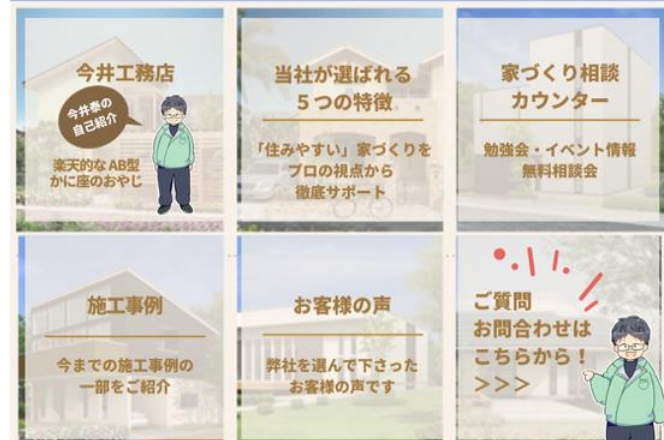 今井工務店
今井泰の
自己紹介
楽天的なAB型
かに座のおやじ
当社が選ばれる
5つの特徴
「住みやすい」家づくりを
プロの視点から
徹底サポート
家づくり相談
カウンター
勉強会・イベント情報
無料相談会
施工事例
今までの施工事例の
一部をご紹介
お客様の声
弊社を選んで下さった
お客様の声です
ご質問
お問合わせは
こちらから！
>>>